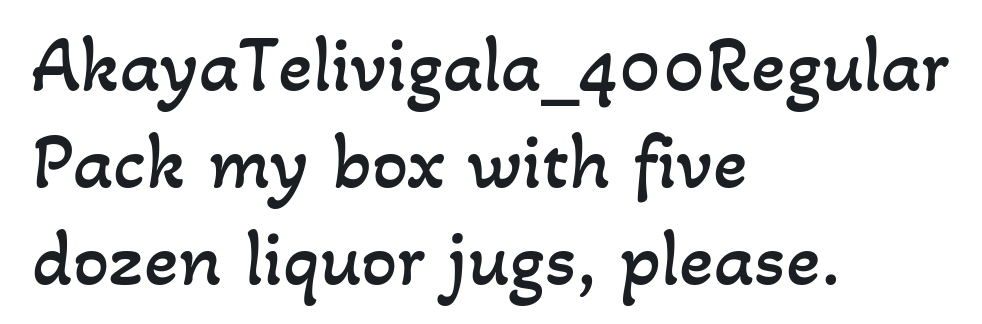 AkayaTelivigala_400Regular
Pack my box with five
dozen liquor jugs, please.